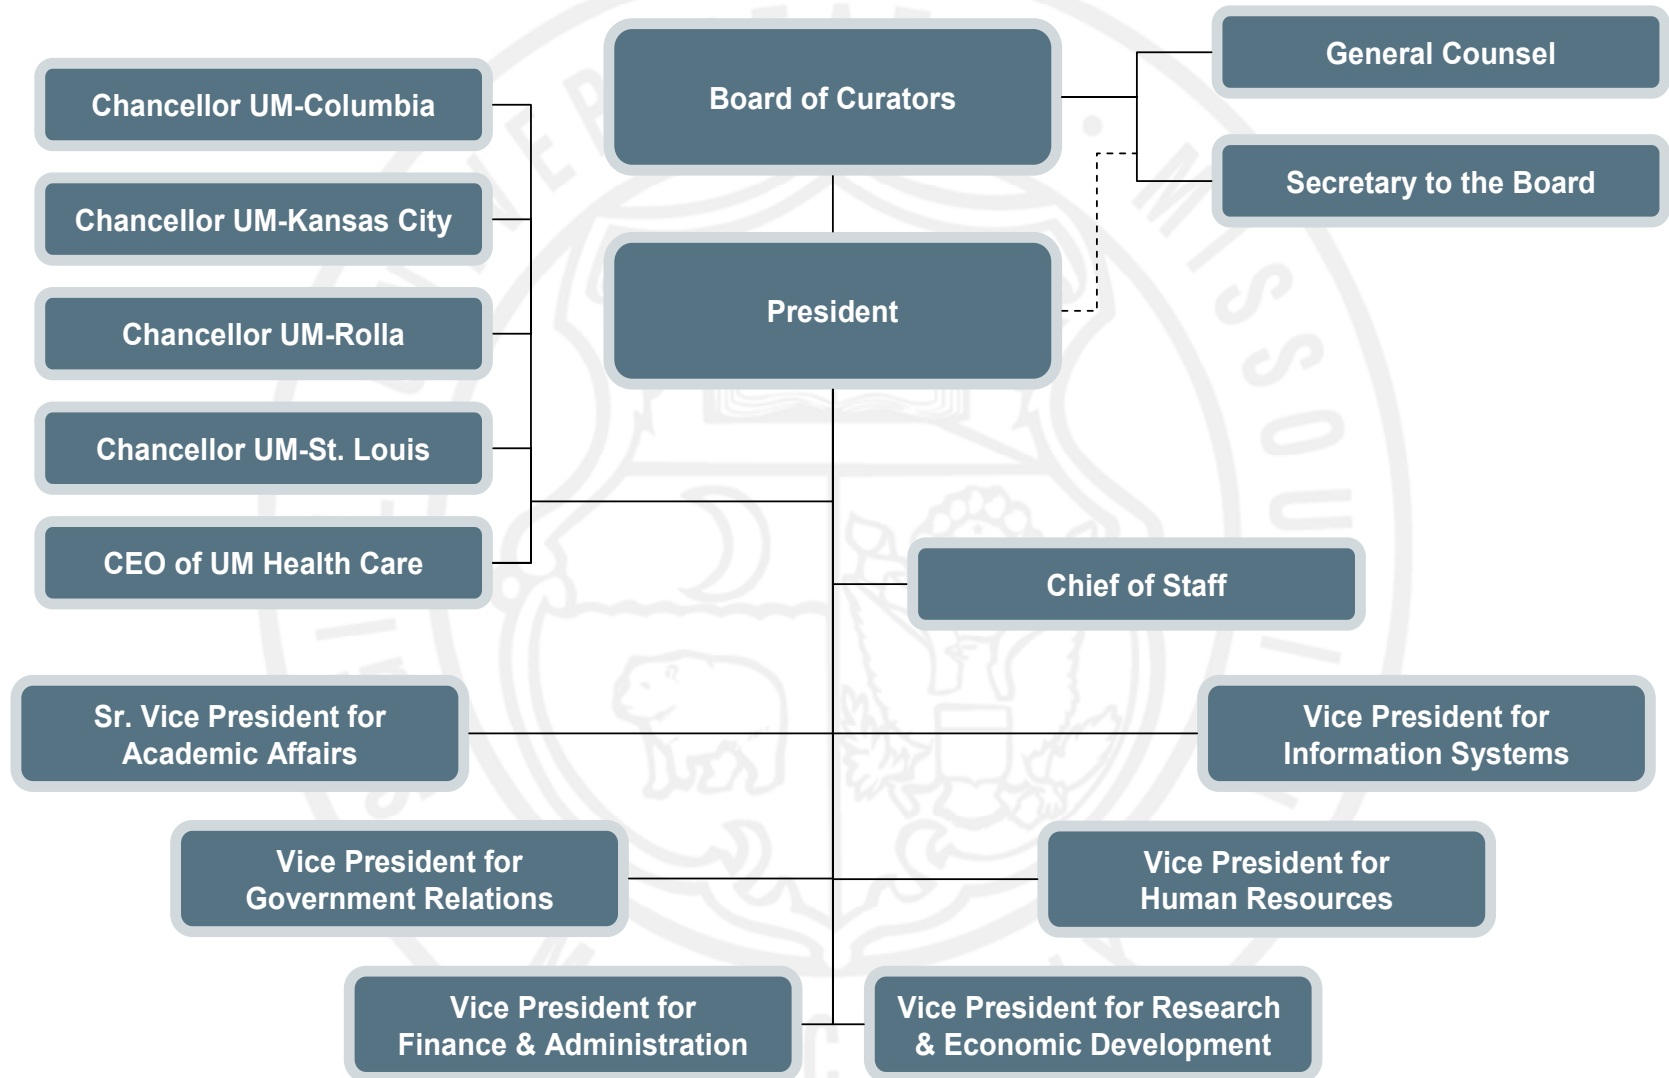 Board of Curators
General Counsel
Secretary to the Board
President
Chancellor UM-Columbia
Chancellor UM-Kansas City
Chancellor UM-Rolla
Chancellor UM-St. Louis
CEO of UM Health Care
Chief of Staff
Sr. Vice President for
Academic Affairs
Vice President for
Information Systems
Vice President for
Government Relations
Vice President for
Human Resources
Vice President for
Finance & Administration
Vice President for Research
& Economic Development